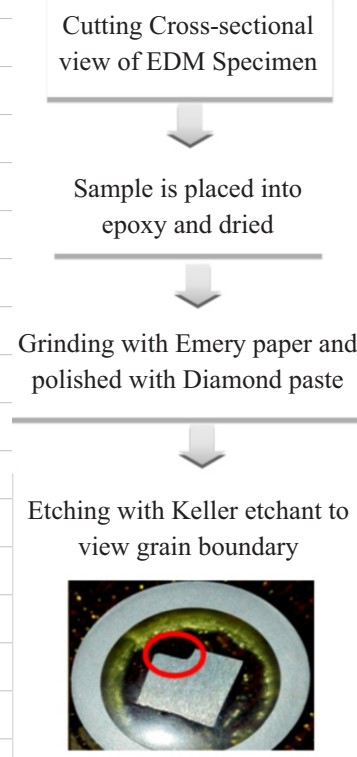 Cutting Cross-sectional
view of EDM Specimen
Sample is placed into
epoxy and dried
Grinding with Emery paper and
polished with Diamond paste
Etching with Keller etchant to
view grain boundary